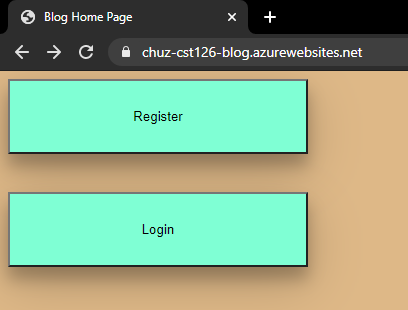 Blog Home Page
chuz-cst126-blog.azurewebsites.net
Register
Login